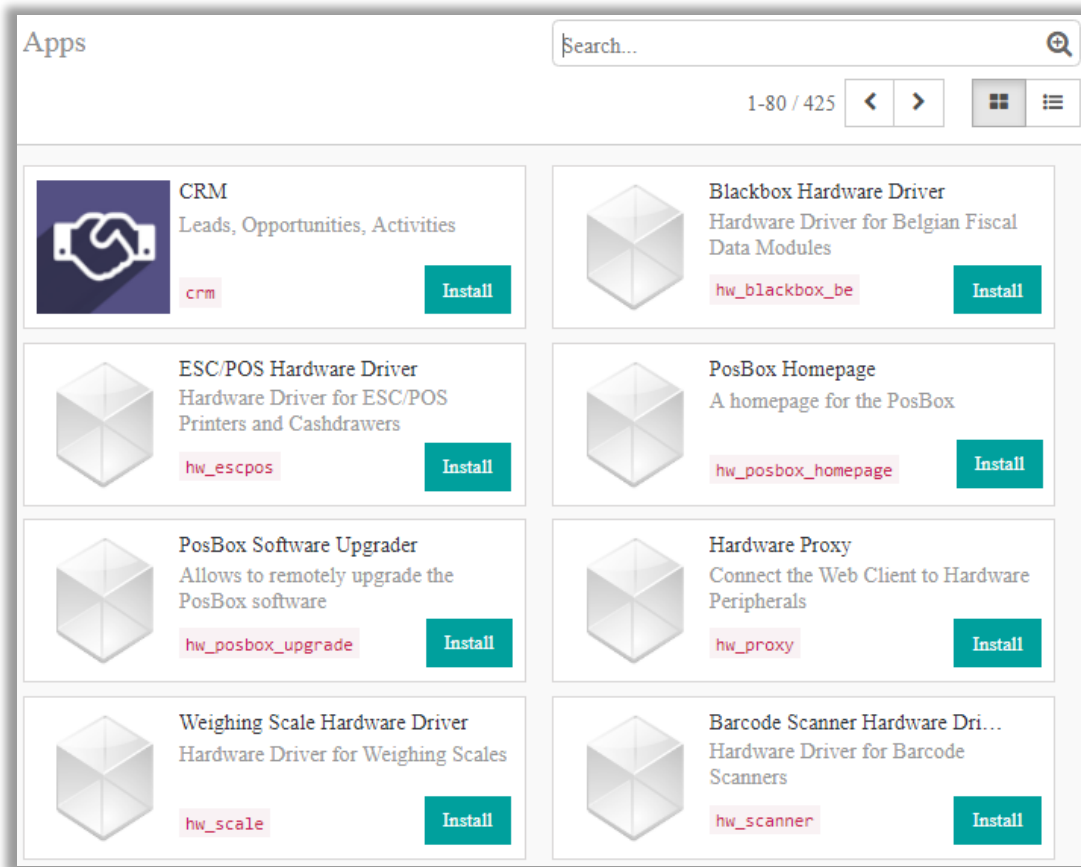 Apps
Search...
1-80 / 425
CRM
Leads, Opportunities, Activities
crm
Install
Blackbox Hardware Driver
Hardware Driver for Belgian Fiscal
Data Modules
hw_blackbox_be
Install
ESC/POS Hardware Driver
Hardware Driver for ESC/POS
Printers and Cashdrawers
hw_escpos
Install
PosBox Homepage
A homepage for the PosBox
hw_posbox_homepage
Install
PosBox Software Upgrader
Allows to remotely upgrade the
PosBox software
hw_posbox_upgrade
Install
Hardware Proxy
Connect the Web Client to Hardware
Peripherals
hw_proxy
Install
Weighing Scale Hardware Driver
Hardware Driver for Weighing Scales
hw_scale
Install
Barcode Scanner Hardware Dri...
Hardware Driver for Barcode
Scanners
hw_scanner
Install